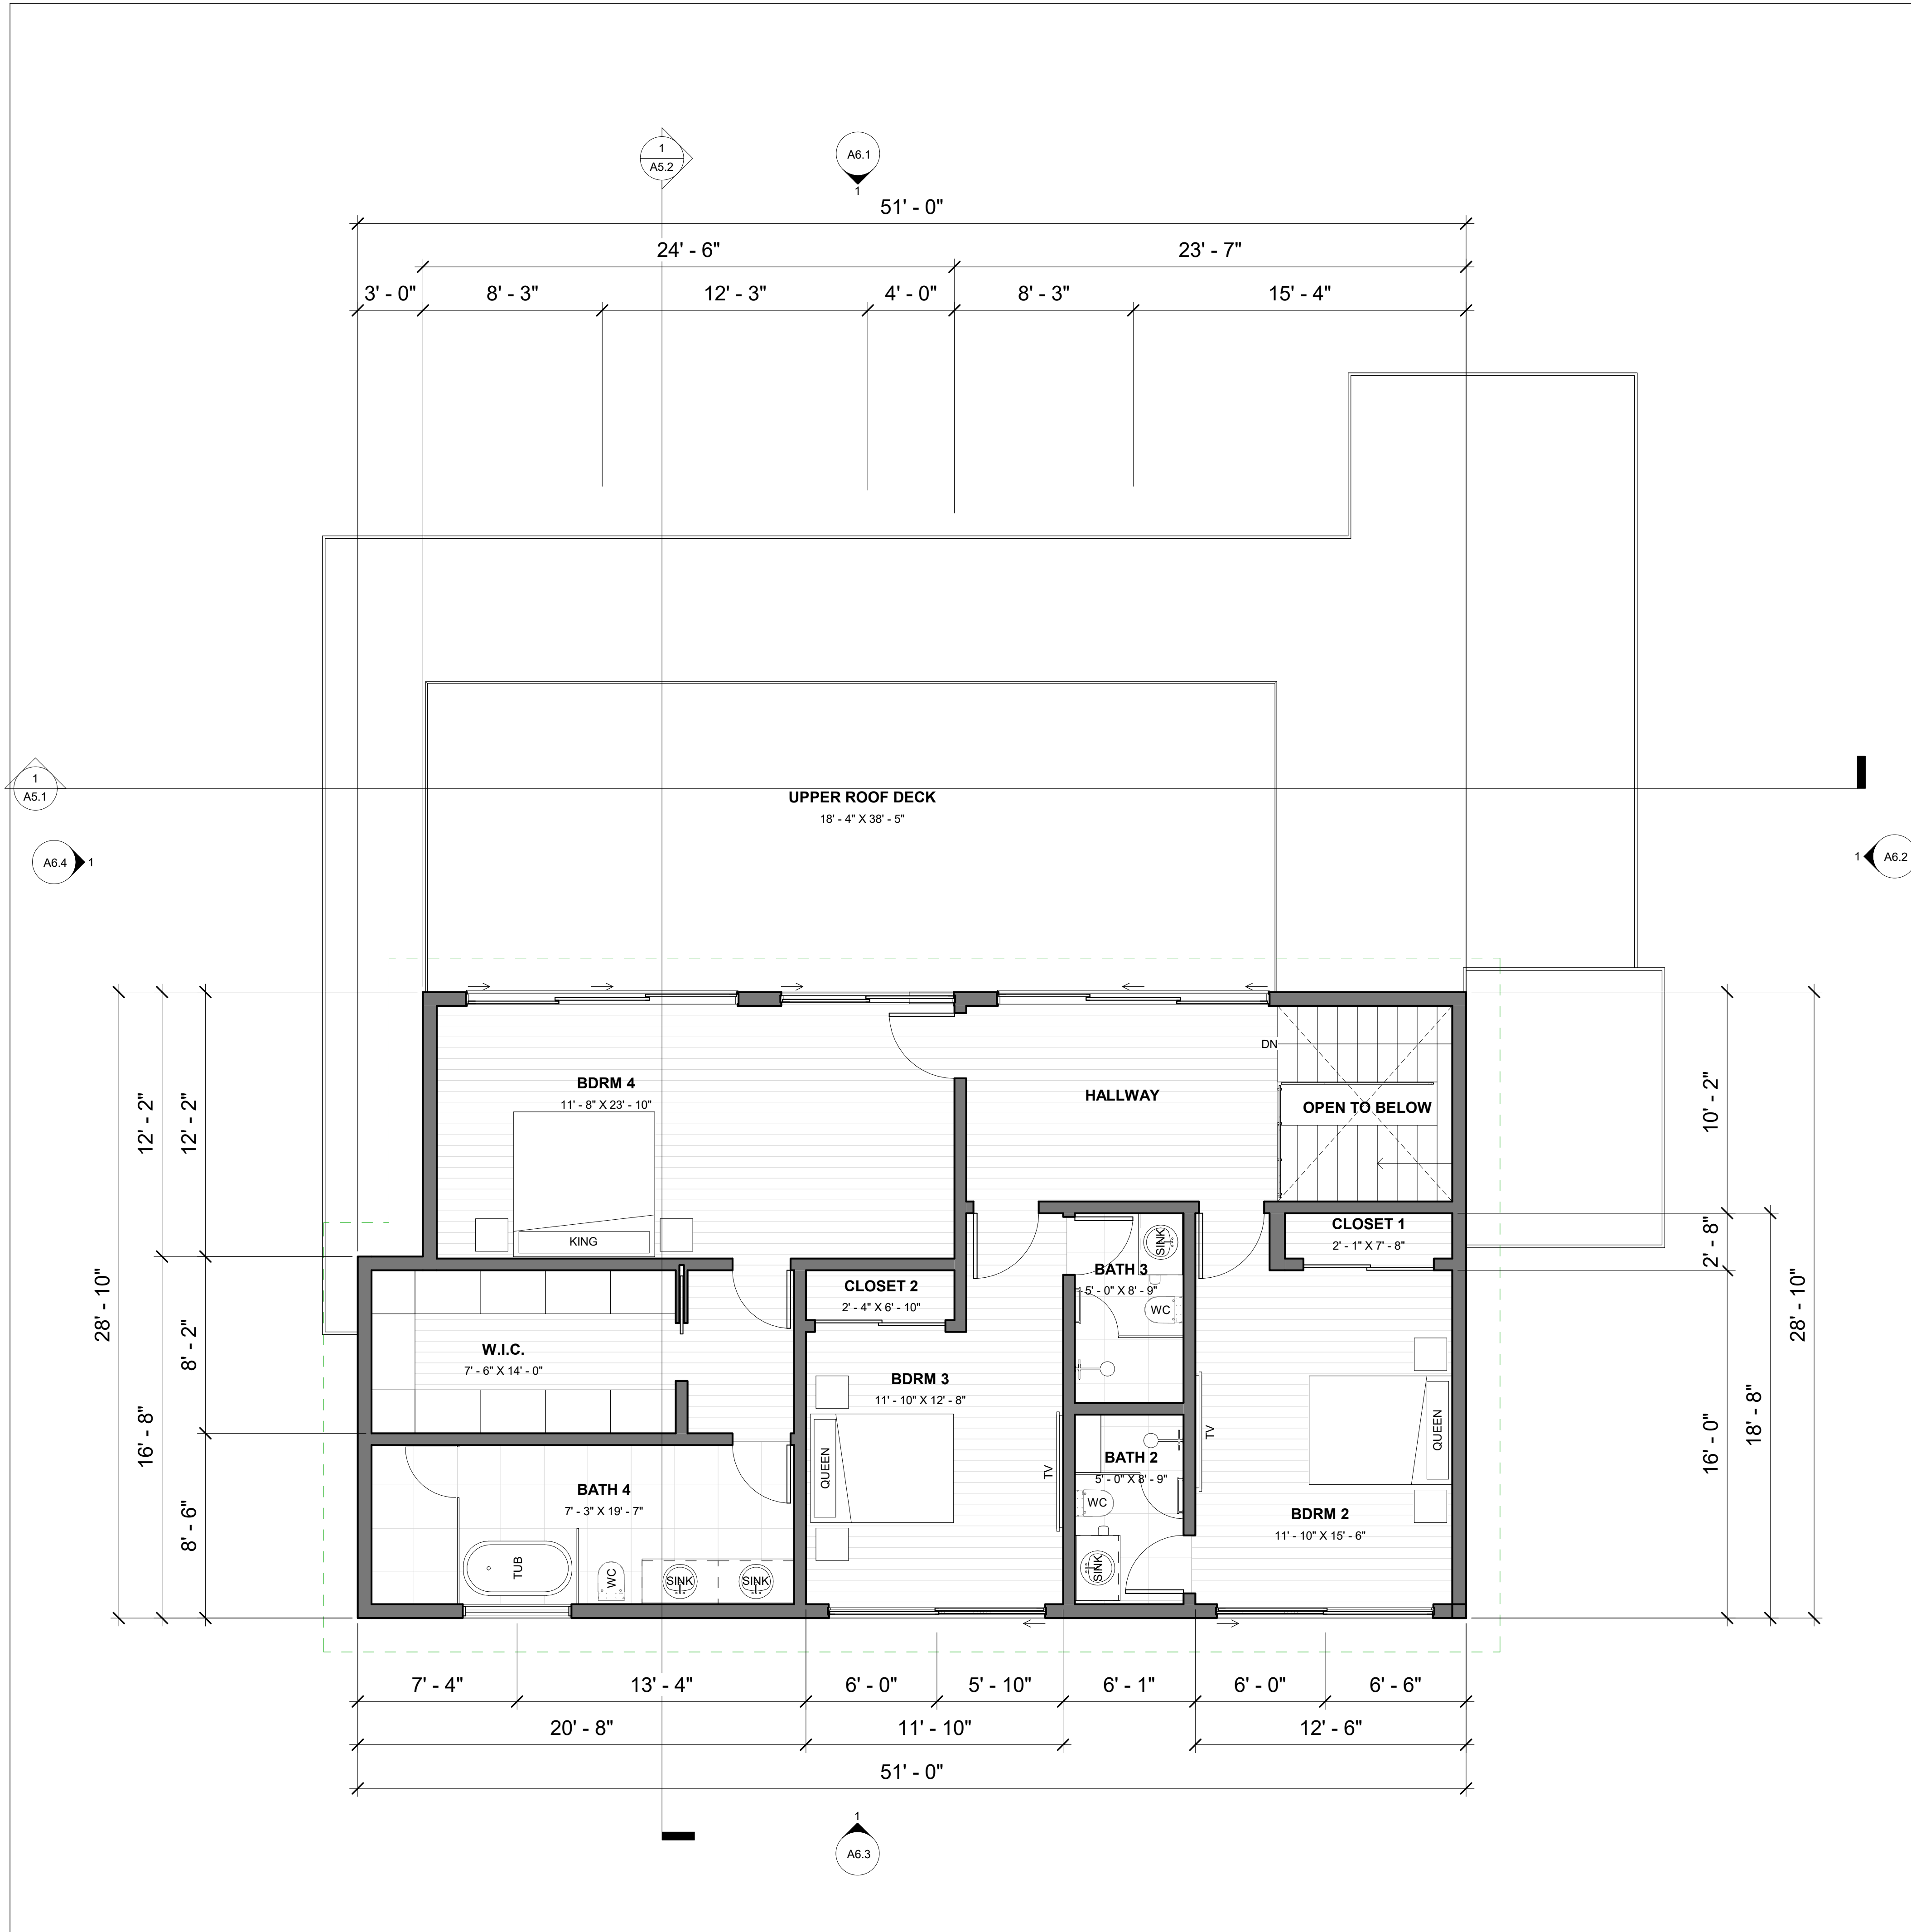 1
A5.2
A6.1
1
51' - 0"
24' - 6"
23' - 7"
3' - 0"
8' - 3"
12' - 3"
4' - 0"
8' - 3"
15' - 4"
1
A5.1
UPPER ROOF DECK
18' - 4" X 38' - 5"
A6.4
1
1
A6.2
DN
BDRM 4
11' - 8" X 23' - 10"
HALLWAY
OPEN TO BELOW
28' - 10"
12' - 2"
12' - 2"
10' - 2"
KING
CLOSET 1
2' - 1" X 7' - 8"
2' - 8"
SINK
BATH 3
5' - 0" X 8' - 9"
WC
CLOSET 2
2' - 4" X 6' - 10"
28' - 10"
8' - 2"
W.I.C.
7' - 6" X 14' - 0"
BDRM 3
11' - 10" X 12' - 8"
16' - 8"
18' - 8"
16' - 0"
QUEEN
TV
TV
QUEEN
BATH 2
5' - 0" X 8' - 9"
WC
SINK
BATH 4
7' - 3" X 19' - 7"
BDRM 2
11' - 10" X 15' - 6"
8' - 6"
TUB
WC
SINK
SINK
7' - 4"
13' - 4"
6' - 0"
5' - 10"
6' - 1"
6' - 0"
6' - 6"
20' - 8"
11' - 10"
12' - 6"
51' - 0"
1
A6.3